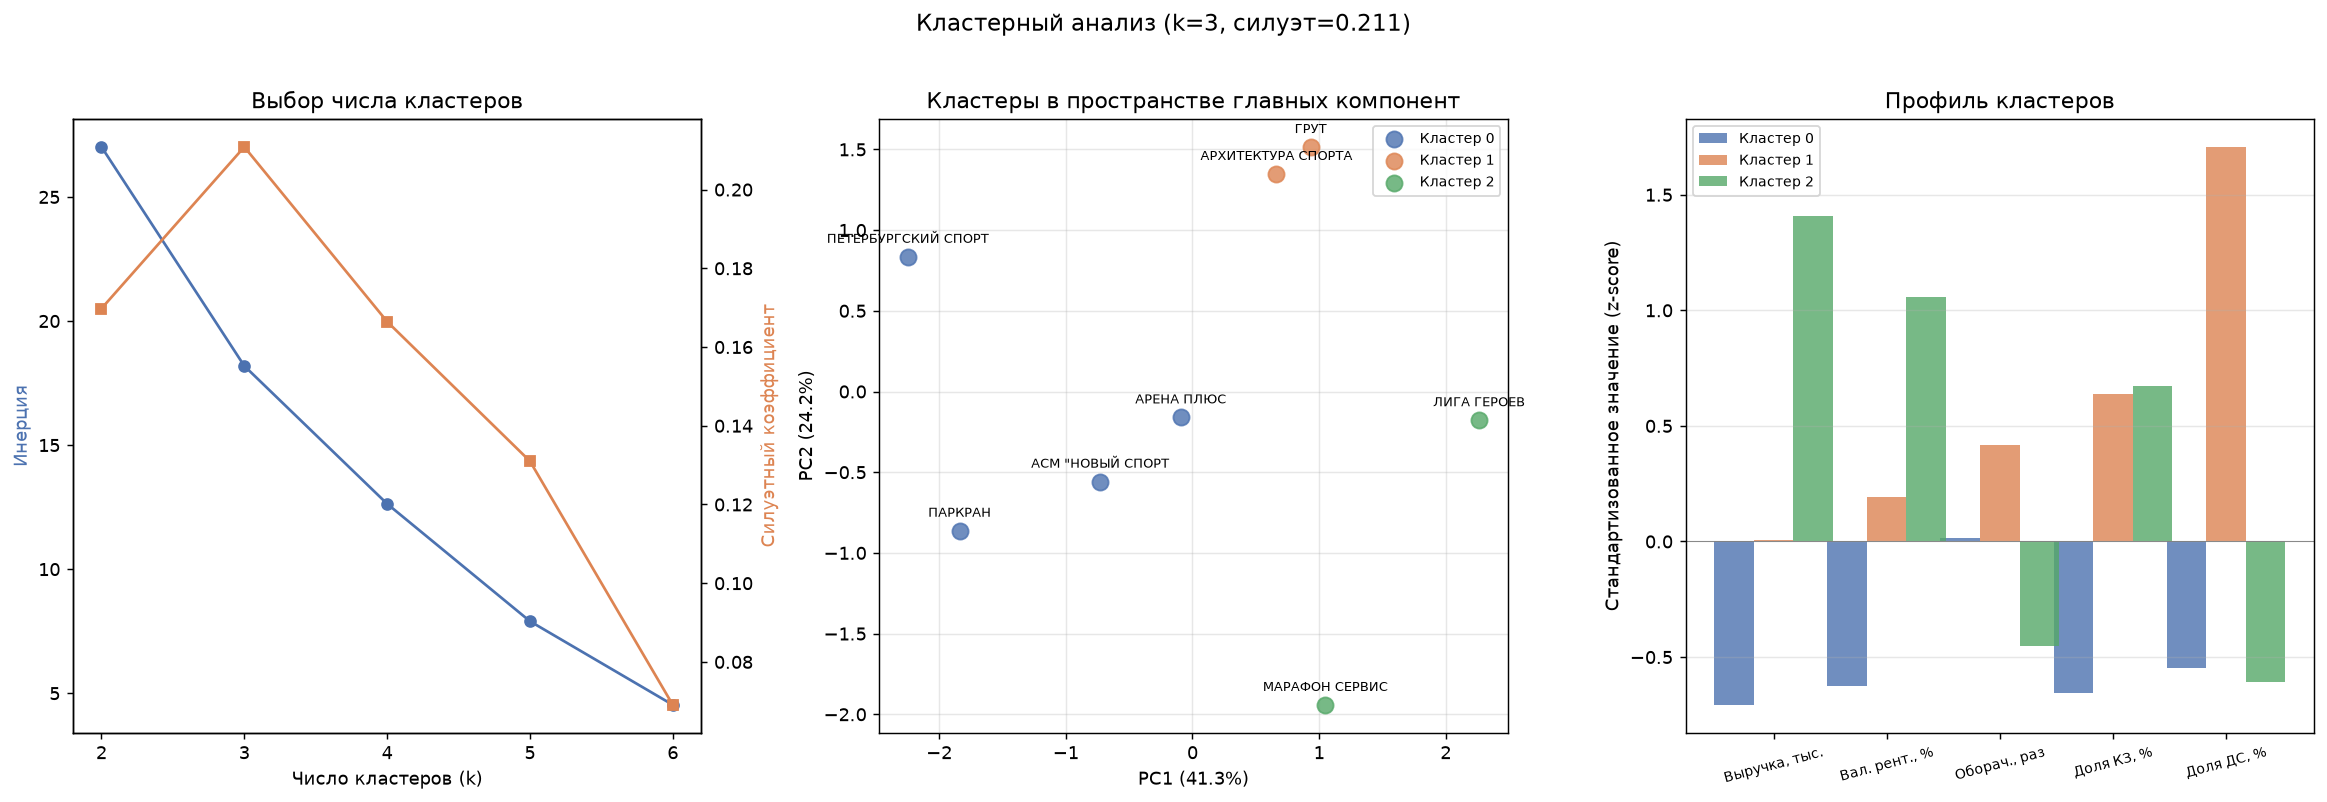 Кластерный анализ (k=3, силуэт=0.211)
Выбор числа кластеров
Инерция
25
20
15
10
5
2
3
4
5
6
Число кластеров (k)
0.20
0.18
0.16
0.14
0.12
0.10
0.08
Силуэтный коэффициент
Кластеры в пространстве главных компонент
PC2 (24.2%)
1.5
1.0
0.5
0.0
−0.5
−1.0
−1.5
−2.0
−2
−1
0
1
2
PC1 (41.3%)
Кластер 0
Кластер 1
Кластер 2
ГРУТ
АРХИТЕКТУРА СПОРТА
ПЕТЕРБУРГСКИЙ СПОРТ
АРЕНА ПЛЮС
ЛИГА ГЕРОЕВ
АСМ "НОВЫЙ СПОРТ
ПАРКРАН
МАРАФОН СЕРВИС
Профиль кластеров
Стандартизованное значение (z-score)
1.5
1.0
0.5
0.0
−0.5
Кластер 0
Кластер 1
Кластер 2
Выручка, тыс.
Вал. рент., %
Оборач., раз
Доля КЗ, %
Доля ДС, %